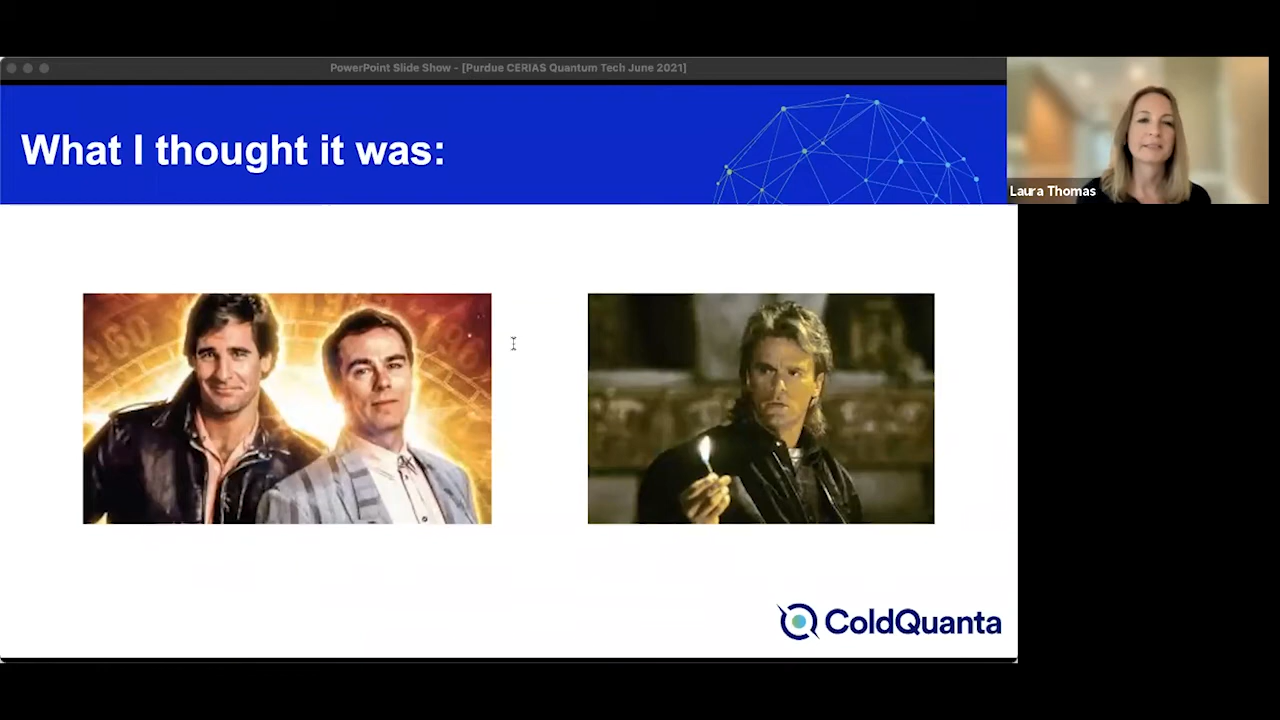 PowerPoint Slide Show - [Purdue CERIAS Quantum Tech June 2021]
What I thought it was:
Laura Thomas
ColdQuanta